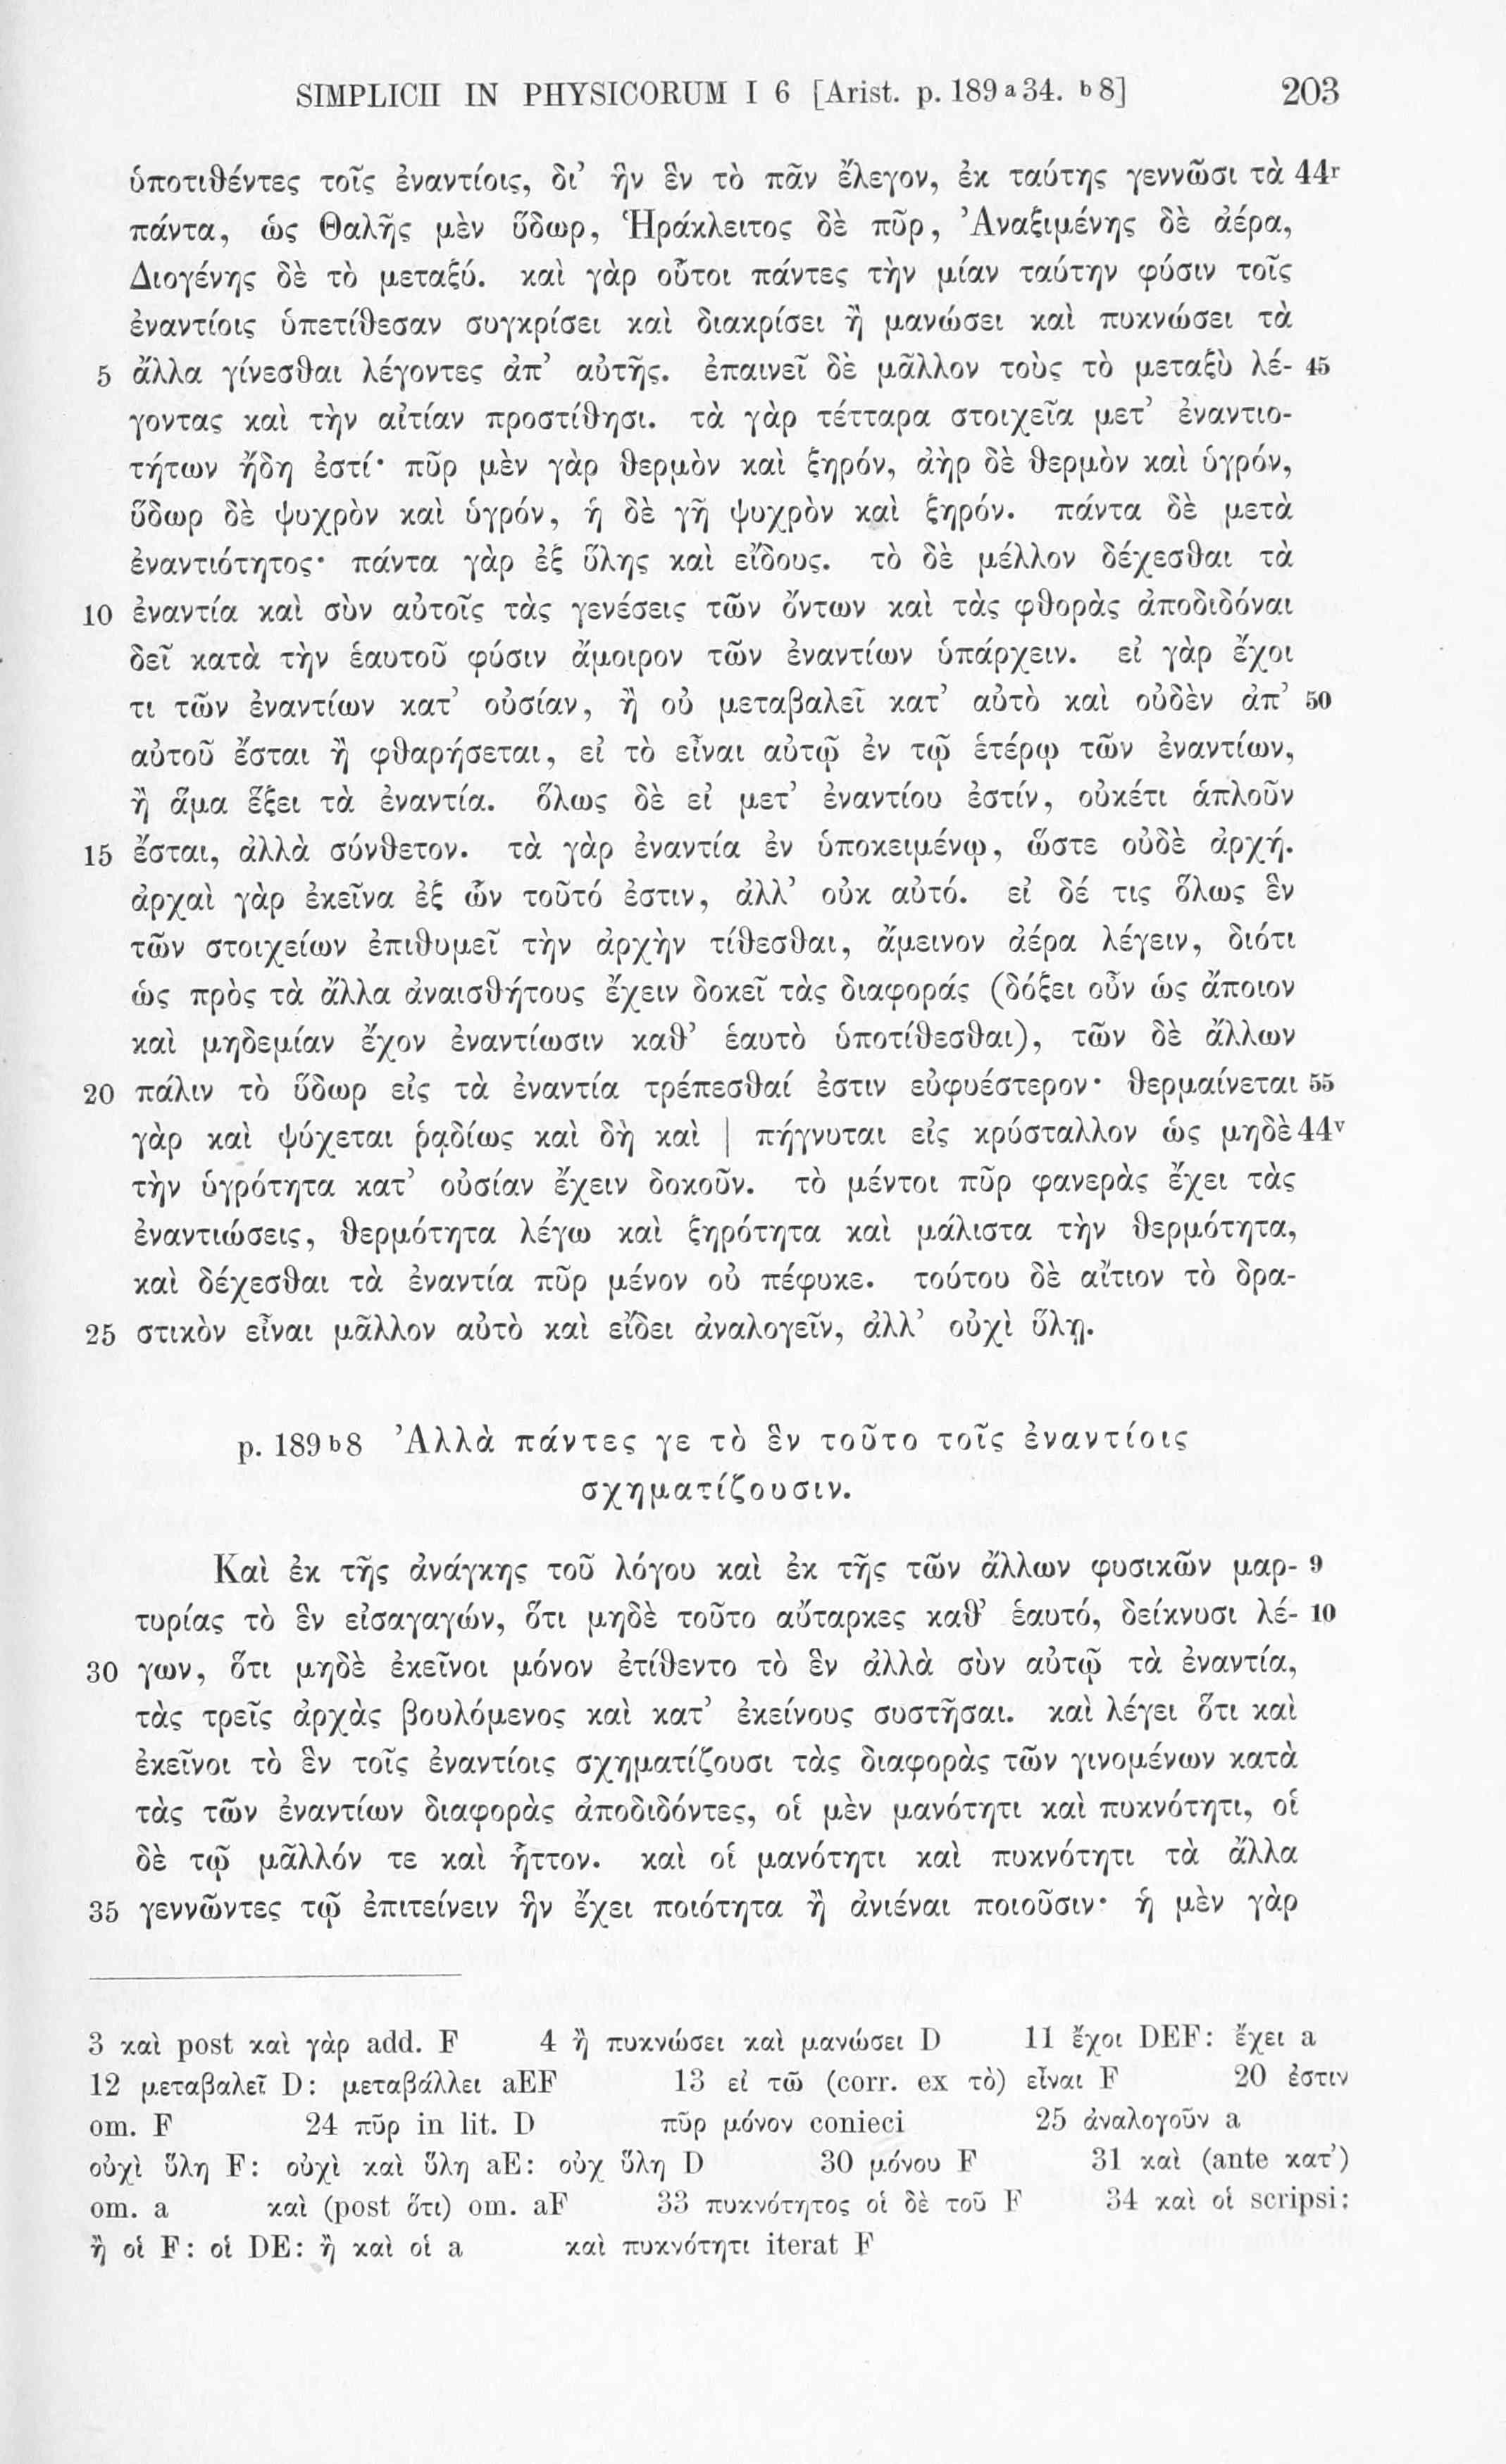 SIMPLICII IN PHYSICORUM I 6 [Arist. p. 189 a 34. b 8] 203
ὑποτιθέντες τοῖς ἐναντίοις, δι’ ἣν ἓν τὸ πᾶν ἔλεγον, ἐκ ταύτης γεννῶσι τὰ 44r
πάντα, ὡς Θαλῆς μὲν ὕδωρ, Ἡράκλειτος δὲ πῦρ, Ἀναξιμένης δὲ ἀέρα,
Διογένης δὲ τὸ μεταξύ. καὶ γὰρ οὗτοι πάντες τὴν μίαν ταύτην φύσιν τοῖς
ἐναντίοις ὑπετίθεσαν συγκρίσει καὶ διακρίσει ἢ μανώσει καὶ πυκνώσει τὰ
5 ἄλλα γίνεσθαι λέγοντες ἀπ’ αὐτῆς. ἐπαινεῖ δὲ μᾶλλον τοὺς τὸ μεταξὺ λέ- 45
γοντας καὶ τὴν αἰτίαν προστίθησι. τὰ γὰρ τέτταρα στοιχεῖα μετ’ ἐναντιο-
τήτων ἤδη ἐστί· πῦρ μὲν γὰρ θερμὸν καὶ ξηρόν, ἀὴρ δὲ θερμὸν καὶ ὑγρόν,
ὕδωρ δὲ ψυχρὸν καὶ ὑγρόν, ἡ δὲ γῆ ψυχρὸν καὶ ξηρόν. πάντα δὲ μετὰ
ἐναντιότητος· πάντα γὰρ ἐξ ὕλης καὶ εἴδους. τὸ δὲ μέλλον δέχεσθαι τὰ
10 ἐναντία καὶ σὺν αὐτοῖς τὰς γενέσεις τῶν ὄντων καὶ τὰς φθορὰς ἀποδιδόναι
δεῖ κατὰ τὴν ἑαυτοῦ φύσιν ἄμοιρον τῶν ἐναντίων ὑπάρχειν. εἰ γὰρ ἔχοι
τι τῶν ἐναντίων κατ’ οὐσίαν, ἢ οὐ μεταβαλεῖ κατ’ αὐτὸ καὶ οὐδὲν ἀπ’ 50
αὐτοῦ ἔσται ἢ φθαρήσεται, εἰ τὸ εἶναι αὐτῷ ἐν τῷ ἑτέρῳ τῶν ἐναντίων,
ἢ ἅμα ἕξει τὰ ἐναντία. ὅλως δὲ εἰ μετ’ ἐναντίου ἐστίν, οὐκέτι ἁπλοῦν
15 ἔσται, ἀλλὰ σύνθετον. τὰ γὰρ ἐναντία ἐν ὑποκειμένῳ, ὥστε οὐδὲ ἀρχή.
ἀρχαὶ γὰρ ἐκεῖνα ἐξ ὧν τοῦτό ἐστιν, ἀλλ’ οὐκ αὐτό. εἰ δέ τις ὅλως ἓν
τῶν στοιχείων ἐπιθυμεῖ τὴν ἀρχὴν τίθεσθαι, ἄμεινον ἀέρα λέγειν, διότι
ὡς πρὸς τὰ ἄλλα ἀναισθήτους ἔχειν δοκεῖ τὰς διαφοράς (δόξει οὖν ὡς ἄποιον
καὶ μηδεμίαν ἔχον ἐναντίωσιν καθ’ ἑαυτὸ ὑποτίθεσθαι), τῶν δὲ ἄλλων
20 πάλιν τὸ ὕδωρ εἰς τὰ ἐναντία τρέπεσθαί ἐστιν εὐφυέστερον· θερμαίνεται 55
γὰρ καὶ ψύχεται ῥᾳδίως καὶ δὴ καὶ | πήγνυται εἰς κρύσταλλον ὡς μηδὲ 44v
τὴν ὑγρότητα κατ’ οὐσίαν ἔχειν δοκοῦν. τὸ μέντοι πῦρ φανερὰς ἔχει τὰς
ἐναντιώσεις, θερμότητα λέγω καὶ ξηρότητα καὶ μάλιστα τὴν θερμότητα,
καὶ δέχεσθαι τὰ ἐναντία πῦρ μένον οὐ πέφυκε. τούτου δὲ αἴτιον τὸ δρα-
25 στικὸν εἶναι μᾶλλον αὐτὸ καὶ εἴδει ἀναλογεῖν, ἀλλ’ οὐχὶ ὕλῃ.
p. 189 b 8 Ἀλλὰ πάντες γε τὸ ἓν τοῦτο τοῖς ἐναντίοις
σχηματίζουσιν.
Καὶ ἐκ τῆς ἀνάγκης τοῦ λόγου καὶ ἐκ τῆς τῶν ἄλλων φυσικῶν μαρ- 9
τυρίας τὸ ἓν εἰσαγαγών, ὅτι μηδὲ τοῦτο αὔταρκες καθ’ ἑαυτό, δείκνυσι λέ- 10
30 γων, ὅτι μηδὲ ἐκεῖνοι μόνον ἐτίθεντο τὸ ἓν ἀλλὰ σὺν αὐτῷ τὰ ἐναντία,
τὰς τρεῖς ἀρχὰς βουλόμενος καὶ κατ’ ἐκείνους συστῆσαι. καὶ λέγει ὅτι καὶ
ἐκεῖνοι τὸ ἓν τοῖς ἐναντίοις σχηματίζουσι τὰς διαφορὰς τῶν γινομένων κατὰ
τὰς τῶν ἐναντίων διαφορὰς ἀποδιδόντες, οἱ μὲν μανότητι καὶ πυκνότητι, οἱ
δὲ τῷ μᾶλλόν τε καὶ ἧττον. καὶ οἱ μανότητι καὶ πυκνότητι τὰ ἄλλα
35 γεννῶντες τῷ ἐπιτείνειν ἣν ἔχει ποιότητα ἢ ἀνιέναι ποιοῦσιν· ἡ μὲν γὰρ
3 καὶ post καὶ γὰρ add. F 4 ἢ πυκνώσει καὶ μανώσει D 11 ἔχοι DEF: ἔχει a
12 μεταβαλεῖ D: μεταβάλλει aEF 13 εἰ τῶ (corr. ex τὸ) εἶναι F 20 ἐστιν
om. F 24 πῦρ in lit. D πῦρ μόνον conieci 25 ἀναλογοῦν a
οὐχὶ ὕλη F: οὐχὶ καὶ ὕλη aE: οὐχ ὕλη D 30 μόνου F 31 καὶ (ante κατ’)
om. a καὶ (post ὅτι) om. aF 33 πυκνότητος οἱ δὲ τοῦ F 34 καὶ οἱ scripsi:
ἢ οἱ F: οἱ DE: ἢ καὶ οἱ a καὶ πυκνότητι iterat F